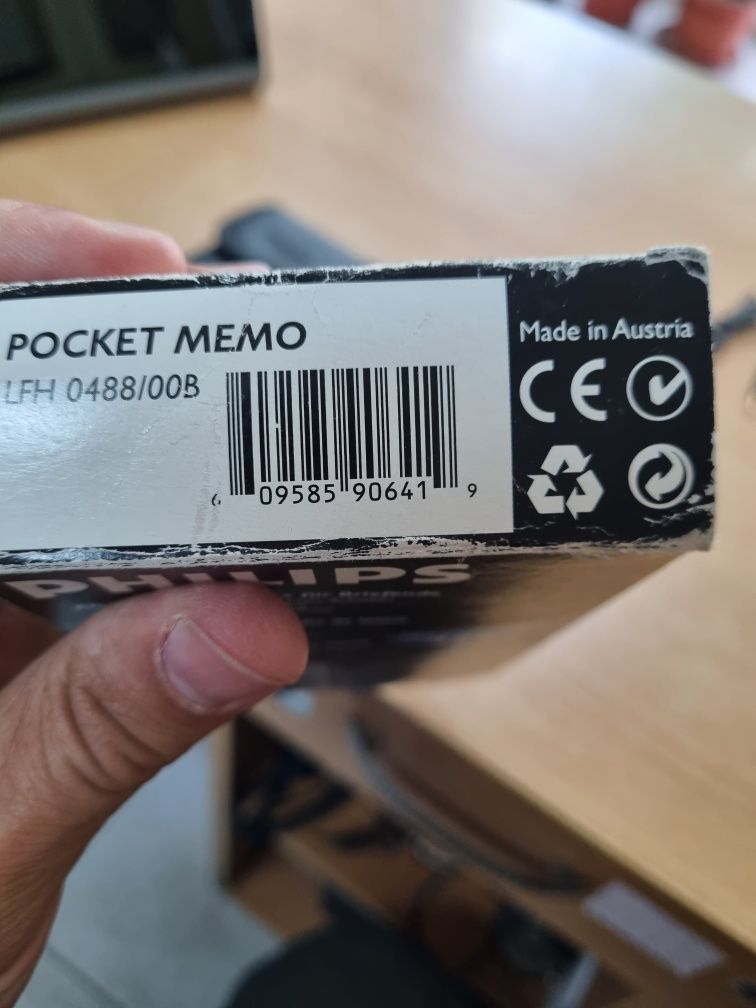 POCKET MEMO
LFH 0488/00B
6 09585 90641 9
Made in Austria
CE
PHILIPS